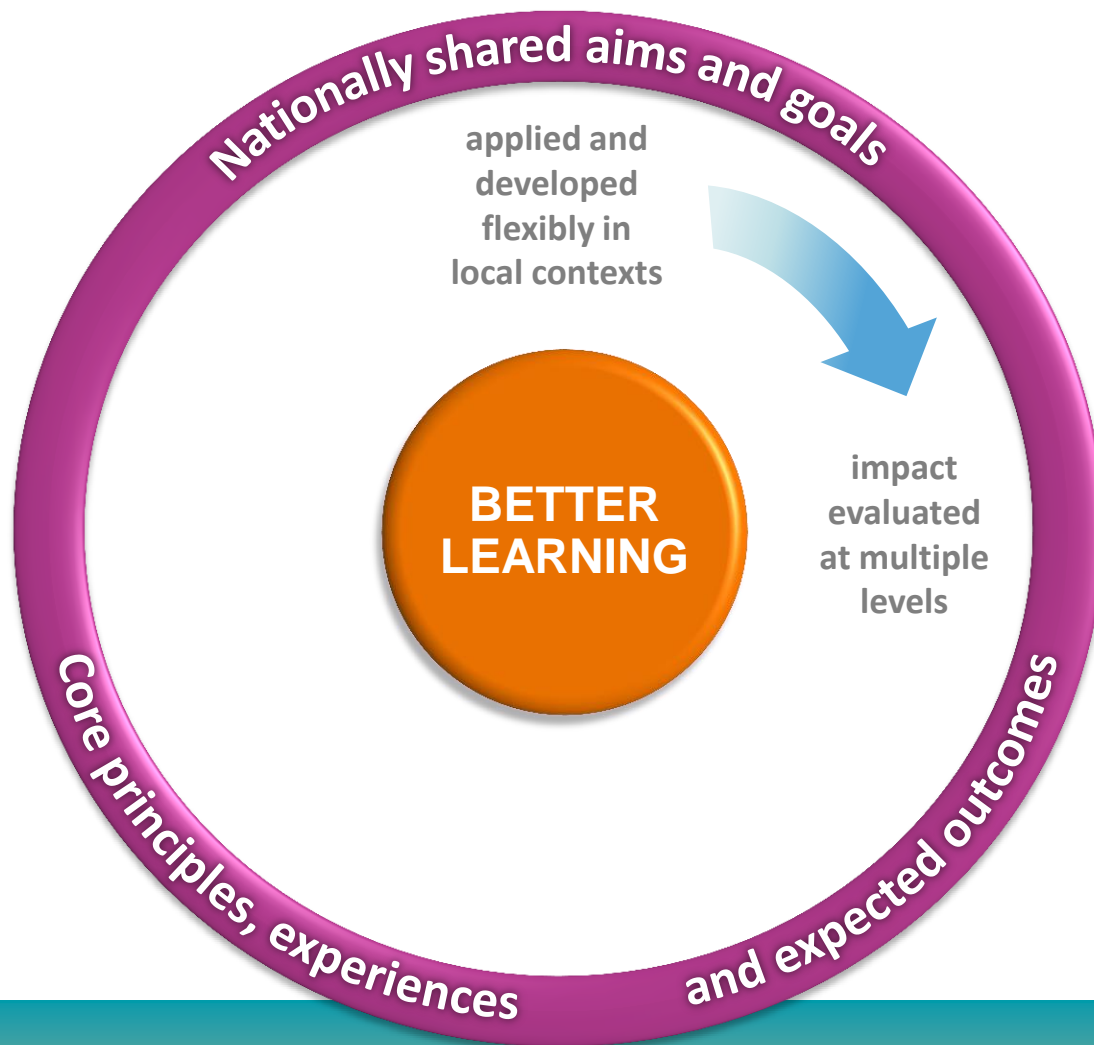 Nationally shared aims and goals
applied and
developed
flexibly in
local contexts
BETTER
LEARNING
impact
evaluated
at multiple
levels
Core principles, experiences
and expected outcomes